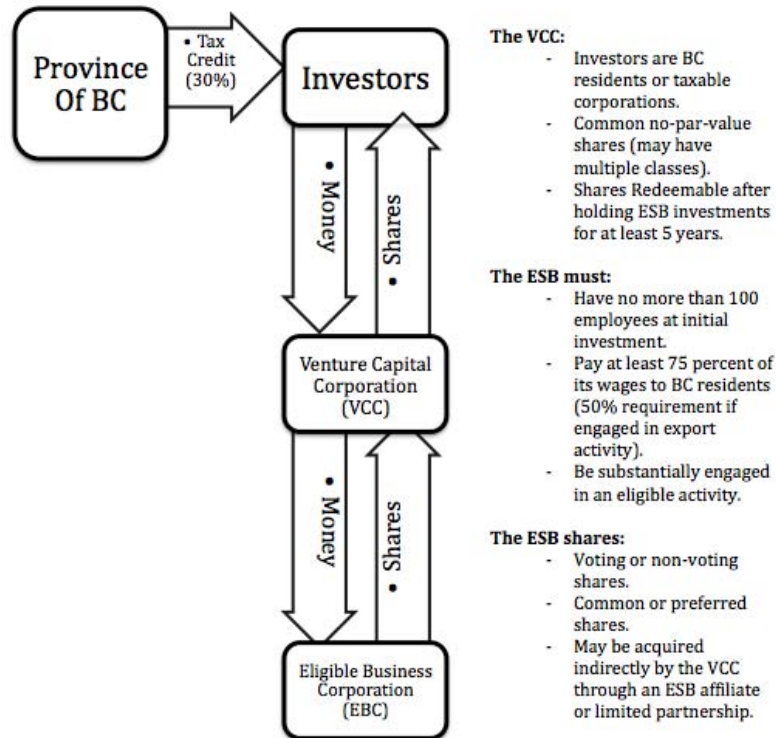 Province
Of BC
• Tax
Credit
(30%)
Investors
• Money
• Shares
Venture Capital
Corporation
(VCC)
• Money
• Shares
Eligible Business
Corporation
(EBC)
The VCC:
- Investors are BC
residents or taxable
corporations.
- Common no-par-value
shares (may have
multiple classes).
- Shares Redeemable after
holding ESB investments
for at least 5 years.
The ESB must:
- Have no more than 100
employees at initial
investment.
- Pay at least 75 percent of
its wages to BC residents
(50% requirement if
engaged in export
activity).
- Be substantially engaged
in an eligible activity.
The ESB shares:
- Voting or non-voting
shares.
- Common or preferred
shares.
- May be acquired
indirectly by the VCC
through an ESB affiliate
or limited partnership.